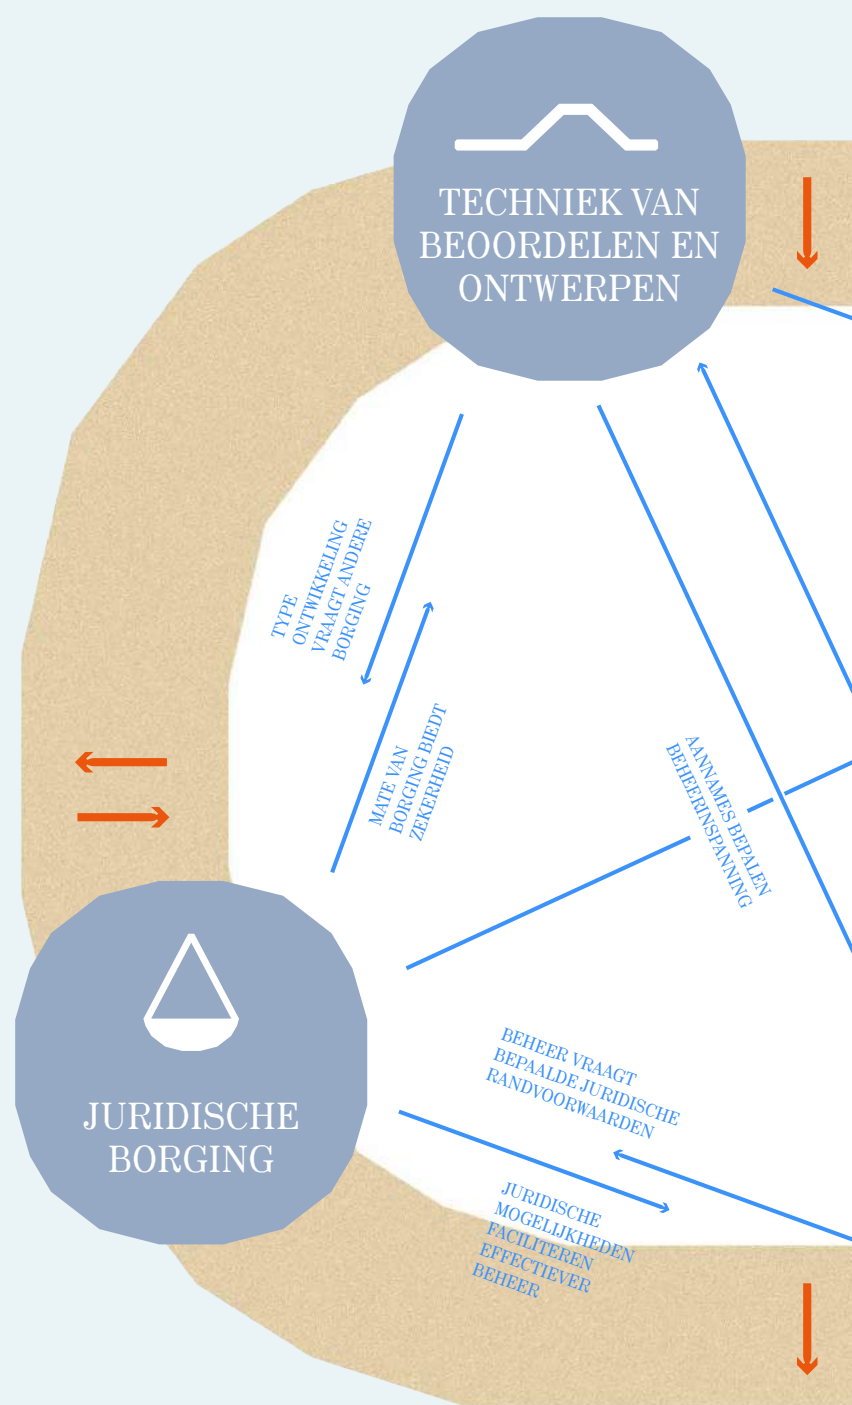 TECHNIEK VAN
BEOORDELEN EN
ONTWERPEN
TYPE
ONTWIKKELING
VRAAGT ANDERE
BORGING
MATE VAN
BORGING BIEDT
ZEKERHEID
AANNAMES BEPALEN
BEHEERINSPANNING
JURIDISCHE
BORGING
BEHEER VRAAGT
BEPAALDE JURIDISCHE
RANDVOORWAARDEN
JURIDISCHE
MOGELIJKHEDEN
FACILITEREN
EFFECTIEVER
BEHEER